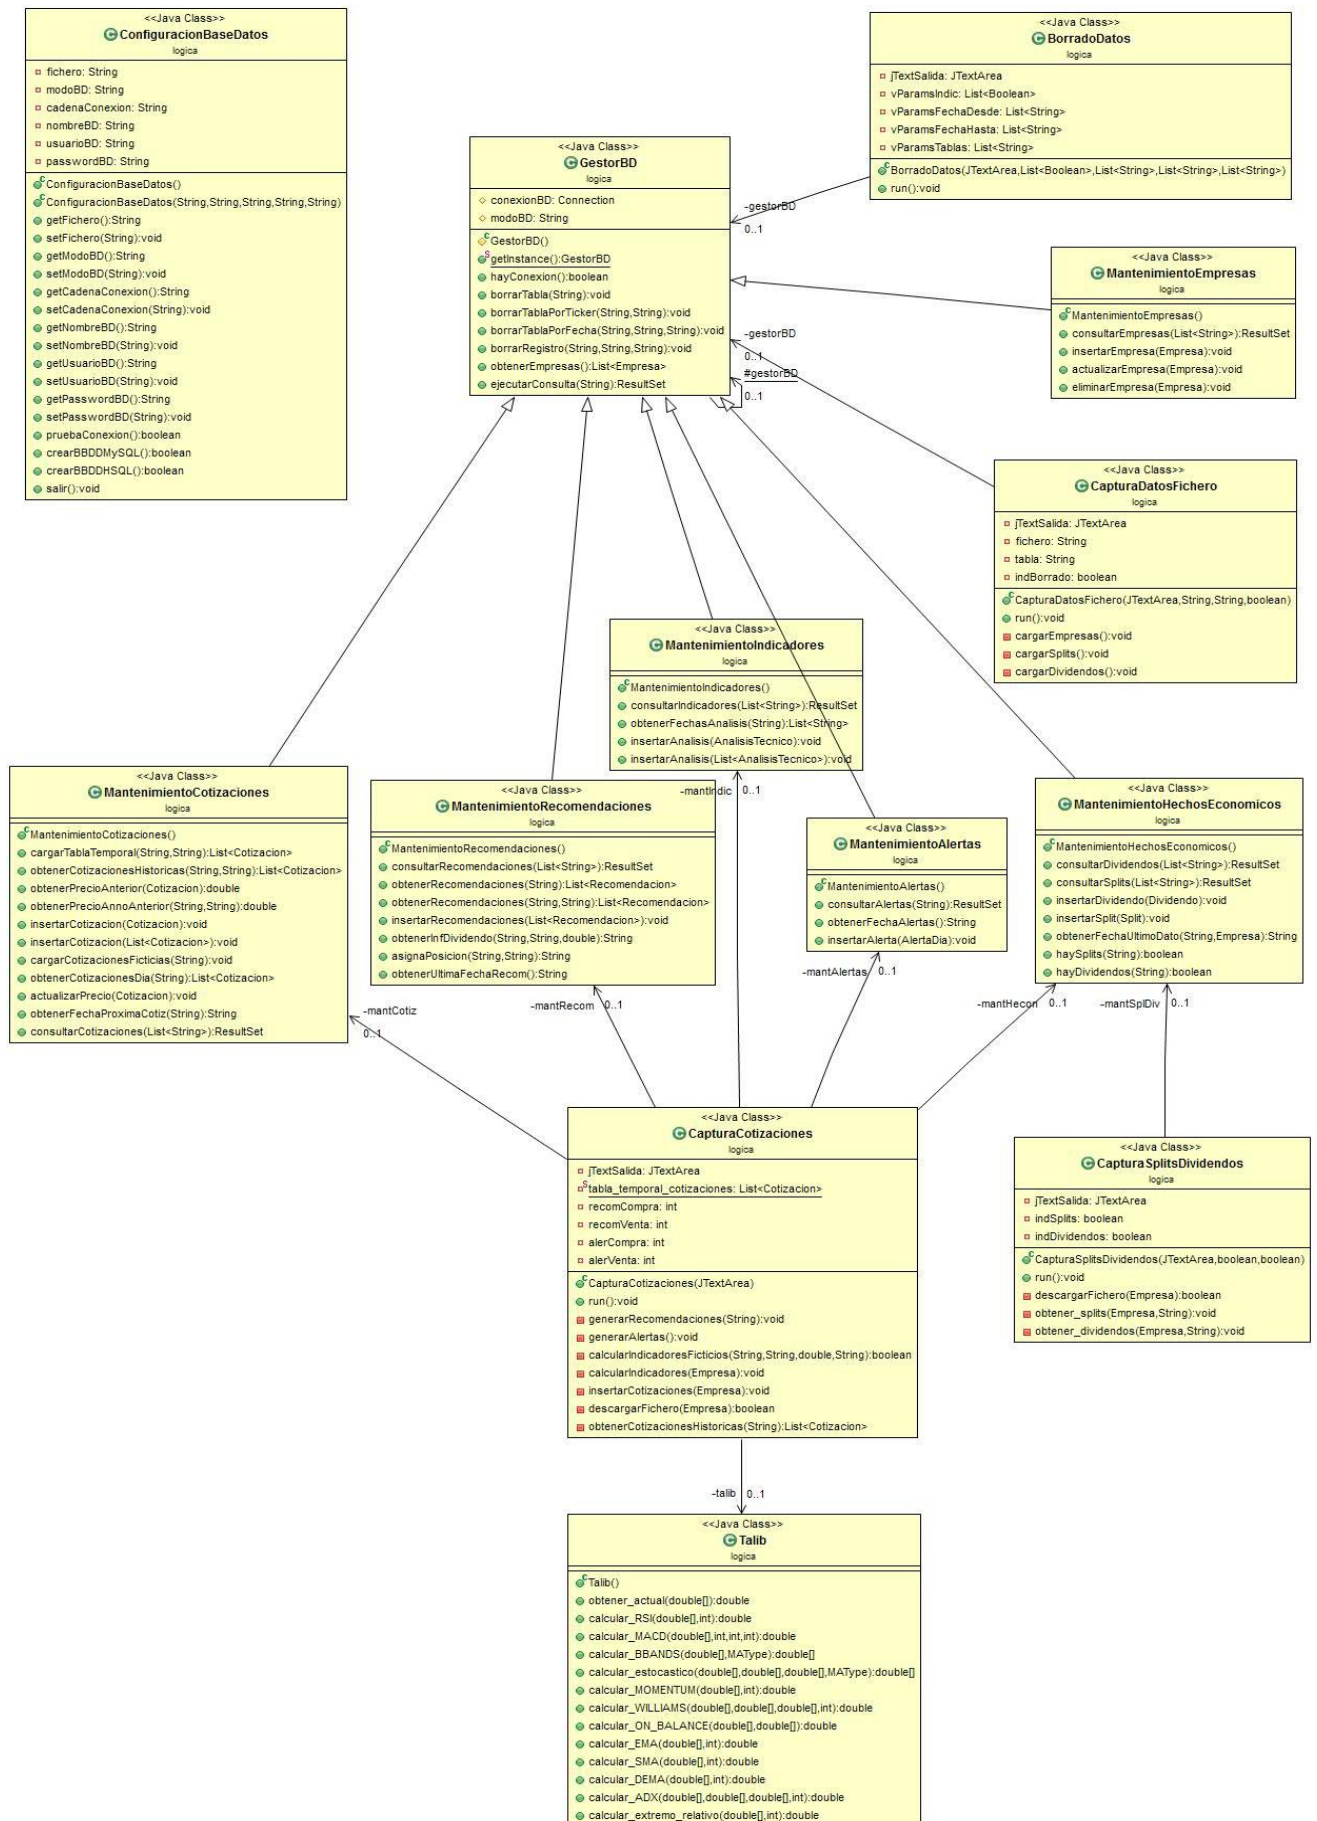 <<Java Class>>
ConfiguracionBaseDatos
logica
fichero: String
modoBD: String
cadenaConexion: String
nombreBD: String
usuarioBD: String
passwordBD: String
ConfiguracionBaseDatos()
ConfiguracionBaseDatos(String,String,String,String,String)
getFichero():String
setFichero(String):void
getModoBD():String
setModoBD(String):void
getCadenaConexion():String
setCadenaConexion(String):void
getNombreBD():String
setNombreBD(String):void
getUsuarioBD():String
setUsuarioBD(String):void
getPasswordBD():String
setPasswordBD(String):void
pruebaConexion():boolean
crearBBDDMySQL():boolean
crearBBDDHSQL():boolean
salir():void
<<Java Class>>
GestorBD
logica
conexionBD: Connection
modoBD: String
GestorBD()
getInstance():GestorBD
hayConexion():boolean
borrarTabla(String):void
borrarTablaPorTicker(String,String):void
borrarTablaPorFecha(String,String,String):void
borrarRegistro(String,String,String):void
obtenerEmpresas():List<Empresa>
ejecutarConsulta(String):ResultSet
<<Java Class>>
BorradoDatos
logica
jTextSalida: JTextArea
vParamsIndic: List<Boolean>
vParamsFechaDesde: List<String>
vParamsFechaHasta: List<String>
vParamsTablas: List<String>
BorradoDatos(JTextArea,List<Boolean>,List<String>,List<String>,List<String>)
run():void
-gestorBD
0..1
<<Java Class>>
MantenimientoEmpresas
logica
MantenimientoEmpresas()
consultarEmpresas(List<String>):ResultSet
insertarEmpresa(Empresa):void
actualizarEmpresa(Empresa):void
eliminarEmpresa(Empresa):void
-gestorBD
0..1
#gestorBD
0..1
<<Java Class>>
CapturaDatosFichero
logica
jTextSalida: JTextArea
fichero: String
tabla: String
indBorrado: boolean
CapturaDatosFichero(JTextArea,String,String,boolean)
run():void
cargarEmpresas():void
cargarSplits():void
cargarDividendos():void
<<Java Class>>
MantenimientoIndicadores
logica
MantenimientoIndicadores()
consultarIndicadores(List<String>):ResultSet
obtenerFechasAnalisis(String):List<String>
insertarAnalisis(AnalisisTecnico):void
insertarAnalisis(List<AnalisisTecnico>):void
<<Java Class>>
MantenimientoCotizaciones
logica
MantenimientoCotizaciones()
cargarTablaTemporal(String,String):List<Cotizacion>
obtenerCotizacionesHistoricas(String,String):List<Cotizacion>
obtenerPrecioAnterior(Cotizacion):double
obtenerPrecioAnnoAnterior(String,String):double
insertarCotizacion(Cotizacion):void
insertarCotizacion(List<Cotizacion>):void
cargarCotizacionesFicticias(String):void
obtenerCotizacionesDia(String):List<Cotizacion>
actualizarPrecio(Cotizacion):void
obtenerFechaProximaCotiz(String):String
consultarCotizaciones(List<String>):ResultSet
<<Java Class>>
MantenimientoRecomendaciones
logica
MantenimientoRecomendaciones()
consultarRecomendaciones(List<String>):ResultSet
obtenerRecomendaciones(String):List<Recomendacion>
obtenerRecomendaciones(String,String):List<Recomendacion>
insertarRecomendaciones(List<Recomendacion>):void
obtenerInfDividendo(String,String,double):String
asignaPosicion(String,String):String
obtenerUltimaFechaRecom():String
<<Java Class>>
MantenimientoAlertas
logica
MantenimientoAlertas()
consultarAlertas(String):ResultSet
obtenerFechaAlertas():String
insertarAlerta(AlertaDia):void
<<Java Class>>
MantenimientoHechosEconomicos
logica
MantenimientoHechosEconomicos()
consultarDividendos(List<String>):ResultSet
consultarSplits(List<String>):ResultSet
insertarDividendo(Dividendo):void
insertarSplit(Split):void
obtenerFechaUltimoDato(String,Empresa):String
haySplits(String):boolean
hayDividendos(String):boolean
-mantIndic 0..1
-mantCotiz
0..1
-mantRecom 0..1
-mantAlertas 0..1
-mantHecon 0..1
-mantSplDiv 0..1
<<Java Class>>
CapturaCotizaciones
logica
jTextSalida: JTextArea
tabla_temporal_cotizaciones: List<Cotizacion>
recomCompra: int
recomVenta: int
alerCompra: int
alerVenta: int
CapturaCotizaciones(JTextArea)
run():void
generarRecomendaciones(String):void
generarAlertas():void
calcularIndicadoresFicticios(String,String,double,String):boolean
calcularIndicadores(Empresa):void
insertarCotizaciones(Empresa):void
descargarFichero(Empresa):boolean
obtenerCotizacionesHistoricas(String):List<Cotizacion>
<<Java Class>>
CapturaSplitsDividendos
logica
jTextSalida: JTextArea
indSplits: boolean
indDividendos: boolean
CapturaSplitsDividendos(JTextArea,boolean,boolean)
run():void
descargarFichero(Empresa):boolean
obtener_splits(Empresa,String):void
obtener_dividendos(Empresa,String):void
-talib 0..1
<<Java Class>>
Talib
logica
Talib()
obtener_actual(double[]):double
calcular_RSI(double[],int):double
calcular_MACD(double[],int,int,int):double
calcular_BBANDS(double[],MAType):double[]
calcular_estocastico(double[],double[],double[],MAType):double[]
calcular_MOMENTUM(double[],int):double
calcular_WILLIAMS(double[],double[],double[],int):double
calcular_ON_BALANCE(double[],double[]):double
calcular_EMA(double[],int):double
calcular_SMA(double[],int):double
calcular_DEMA(double[],int):double
calcular_ADX(double[],double[],double[],int):double
calcular_extremo_relativo(double[],int):double